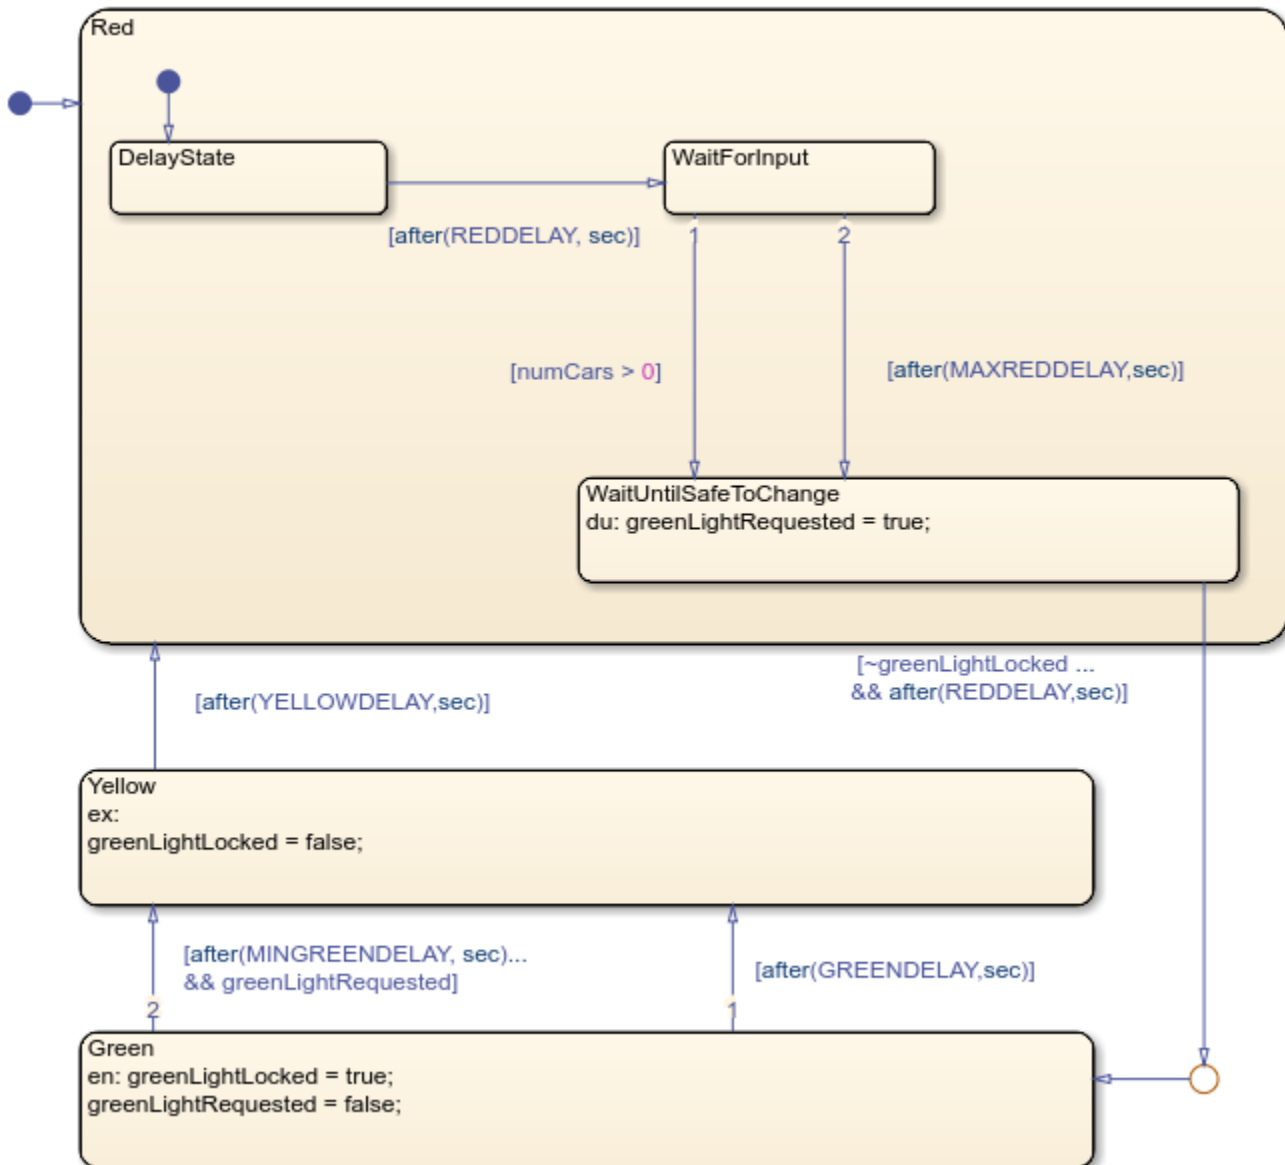 Red
DelayState
WaitForInput
[after(REDDELAY, sec)]
1
2
[numCars > 0]
[after(MAXREDDELAY,sec)]
WaitUntilSafeToChange
du: greenLightRequested = true;
[~greenLightLocked ...
&& after(REDDELAY,sec)]
[after(YELLOWDELAY,sec)]
Yellow
ex:
greenLightLocked = false;
[after(MINGREENDELAY, sec)...
&& greenLightRequested]
[after(GREENDELAY,sec)]
2
1
Green
en: greenLightLocked = true;
greenLightRequested = false;